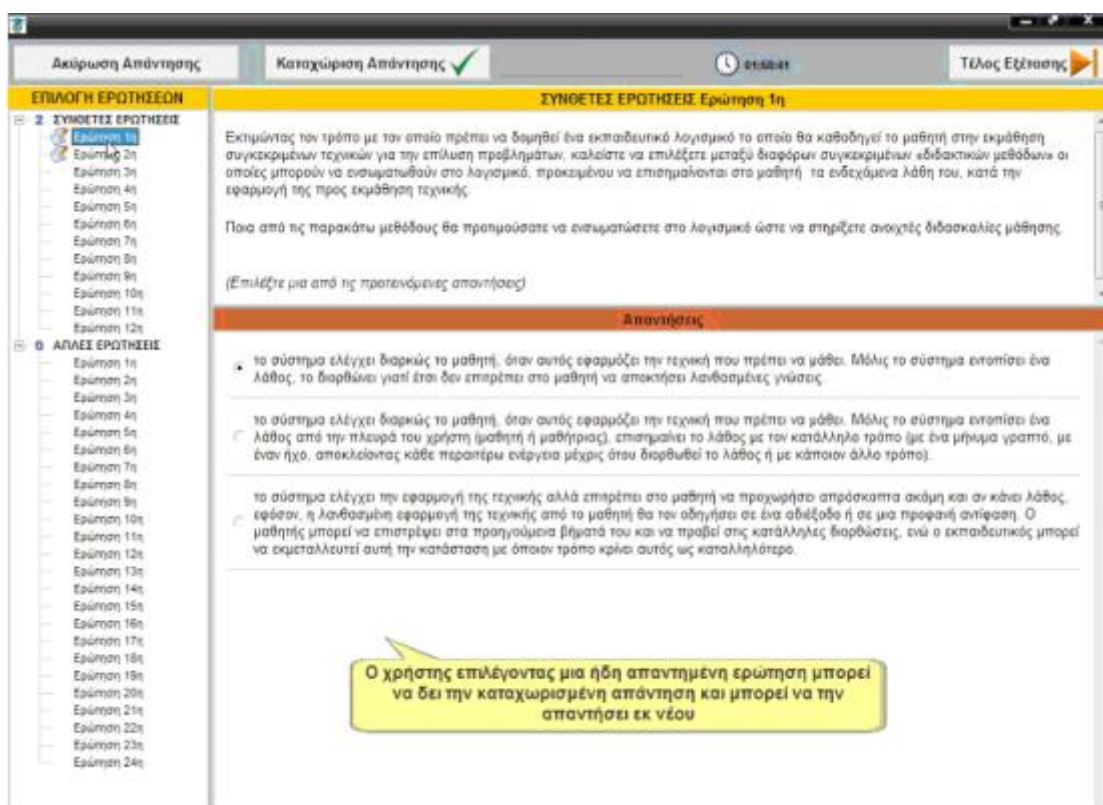 Ακύρωση Απάντησης
Καταχώριση Απάντησης
Τέλος Εξέτασης
ΕΠΙΛΟΓΗ ΕΡΩΤΗΣΕΩΝ
2 ΣΥΝΘΕΤΕΣ ΕΡΩΤΗΣΕΙΣ
Ερώτηση 1η
Ερώτηση 2η
Ερώτηση 3η
Ερώτηση 4η
Ερώτηση 5η
Ερώτηση 6η
Ερώτηση 7η
Ερώτηση 8η
Ερώτηση 9η
Ερώτηση 10η
Ερώτηση 11η
Ερώτηση 12η
0 ΑΠΛΕΣ ΕΡΩΤΗΣΕΙΣ
Ερώτηση 1η
Ερώτηση 2η
Ερώτηση 3η
Ερώτηση 4η
Ερώτηση 5η
Ερώτηση 6η
Ερώτηση 7η
Ερώτηση 8η
Ερώτηση 9η
Ερώτηση 10η
Ερώτηση 11η
Ερώτηση 12η
Ερώτηση 13η
Ερώτηση 14η
Ερώτηση 15η
Ερώτηση 16η
Ερώτηση 17η
Ερώτηση 18η
Ερώτηση 19η
Ερώτηση 20η
Ερώτηση 21η
Ερώτηση 22η
Ερώτηση 23η
Ερώτηση 24η
ΣΥΝΘΕΤΕΣ ΕΡΩΤΗΣΕΙΣ Ερώτηση 1η
Εκτιμώντας τον τρόπο με τον οποίο πρέπει να δομηθεί ένα εκπαιδευτικό λογισμικό το οποίο θα καθοδηγεί το μαθητή στην εκμάθηση
συγκεκριμένων τεχνικών για την επίλυση προβλημάτων, καλείστε να επιλέξετε μεταξύ διαφόρων συγκεκριμένων «διδακτικών μεθόδων» οι
οποίες μπορούν να ενσωματωθούν στο λογισμικό, προκειμένου να επισημαίνονται στο μαθητή τα ενδεχόμενα λάθη του, κατά την
εφαρμογή της προς εκμάθηση τεχνικής.
Ποια από τις παρακάτω μεθόδους θα προτιμούσατε να ενσωματώσετε στο λογισμικό ώστε να στηρίξετε ανοιχτές διδασκαλίες μάθησης.
(Επιλέξτε μια από τις προτεινόμενες απαντήσεις)
Απαντήσεις
το σύστημα ελέγχει διαρκώς το μαθητή, όταν αυτός εφαρμόζει την τεχνική που πρέπει να μάθει. Μόλις το σύστημα εντοπίσει ένα
λάθος, το διορθώνει γιατί έτσι δεν επιτρέπει στο μαθητή να αποκτήσει λανθασμένες γνώσεις
το σύστημα ελέγχει διαρκώς το μαθητή, όταν αυτός εφαρμόζει την τεχνική που πρέπει να μάθει. Μόλις το σύστημα εντοπίσει ένα
λάθος από την πλευρά του χρήστη (μαθητή ή μαθήτριας), επισημαίνει το λάθος με τον κατάλληλο τρόπο (με ένα μήνυμα γραπτό, με
έναν ήχο, αποκλείοντας κάθε περαιτέρω ενέργεια μέχρις ότου διορθωθεί το λάθος ή με κάποιον άλλο τρόπο).
το σύστημα ελέγχει την εφαρμογή της τεχνικής αλλά επιτρέπει στο μαθητή να προχωρήσει απρόσκοπτα ακόμη και αν κάνει λάθος,
εφόσον, η λανθασμένη εφαρμογή της τεχνικής από το μαθητή θα τον οδηγήσει σε ένα αδιέξοδο ή σε μια προφανή αντίφαση. Ο
μαθητής μπορεί να επιστρέψει στα προηγούμενα βήματά του και να προβεί στις κατάλληλες διορθώσεις, ενώ ο εκπαιδευτικός μπορεί
να εκμεταλλευτεί αυτή την κατάσταση με όποιον τρόπο κρίνει αυτός ως καταλληλότερο.
Ο χρήστης επιλέγοντας μια ήδη απαντημένη ερώτηση μπορεί
να δει την καταχωρισμένη απάντηση και μπορεί να την
απαντήσει εκ νέου